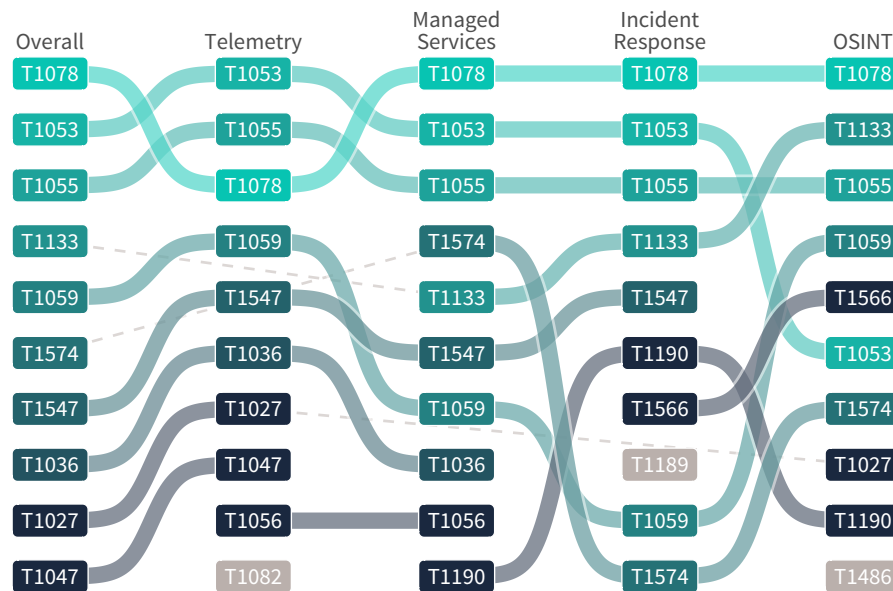 Overall Telemetry Managed Services Incident Response OSINT
T1078 T1053 T1078 T1078 T1078
T1053 T1055 T1053 T1053 T1133
T1055 T1078 T1055 T1055 T1055
T1133 T1059 T1574 T1133 T1059
T1059 T1547 T1133 T1547 T1566
T1574 T1036 T1547 T1190 T1053
T1547 T1027 T1059 T1566 T1574
T1036 T1047 T1036 T1189 T1027
T1027 T1056 T1056 T1059 T1190
T1047 T1082 T1190 T1574 T1486